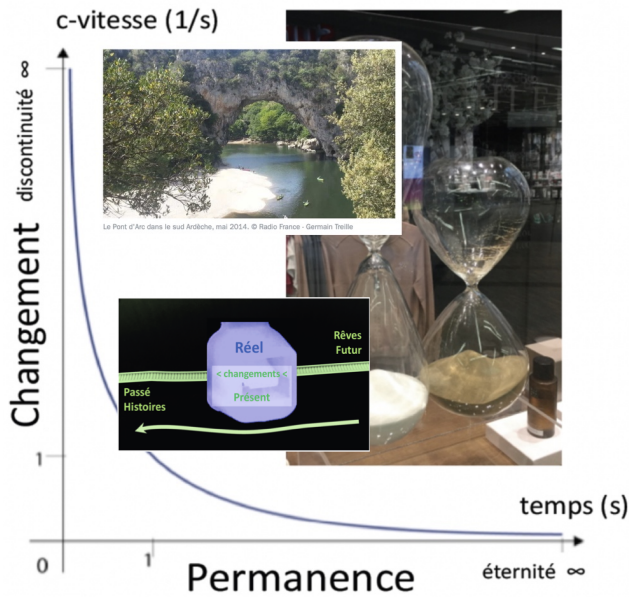 c-vitesse (1/s)
discontinuité ∞
Changement
Le Pont d'Arc dans le sud Ardèche, mai 2014. © Radio France - Germain Treille
Réel
Rêves
Futur
< changements <
Passé
Histoires
Présent
1
temps (s)
0
1
Permanence
éternité ∞